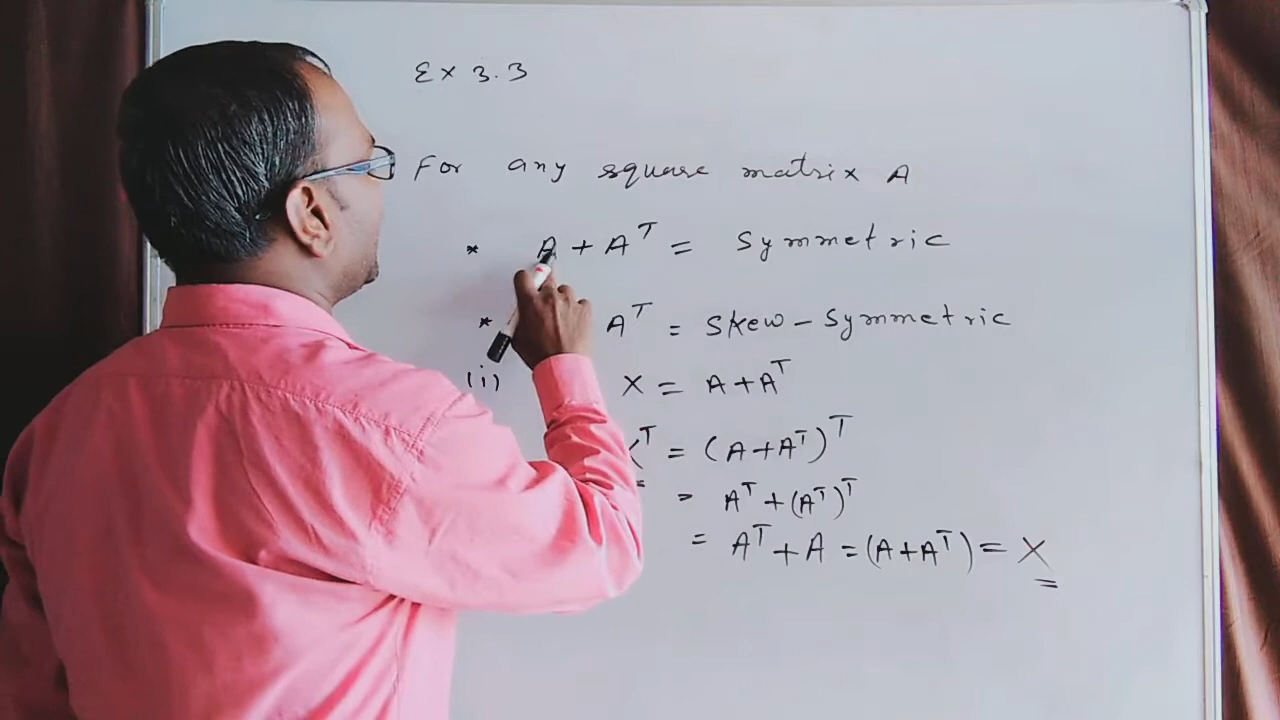 Ex 3.3
For any square matrix A
* A + A^T = Symmetric
* A^T = Skew - Symmetric
(i) X = A + A^T
X^T = (A + A^T)^T
= A^T + (A^T)^T
= A^T + A = (A + A^T) = X